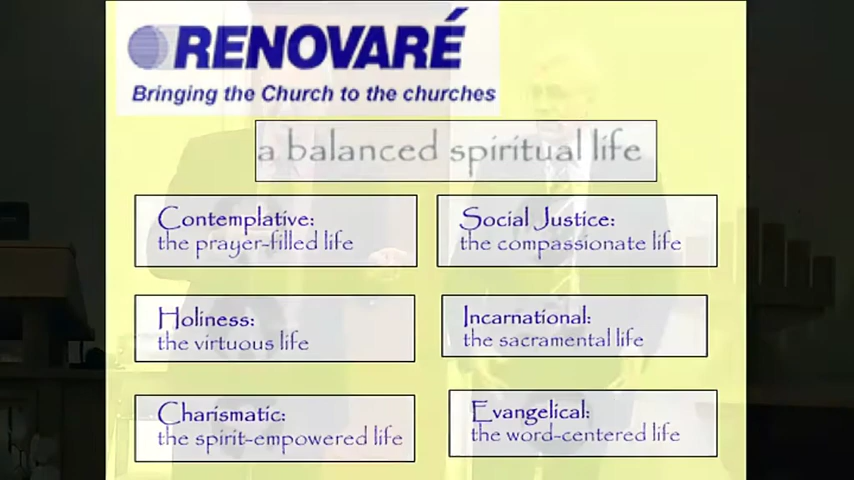 RENOVARÉ
Bringing the Church to the churches
a balanced spiritual life
Contemplative:
the prayer-filled life
Social Justice:
the compassionate life
Holiness:
the virtuous life
Incarnational:
the sacramental life
Charismatic:
the spirit-empowered life
Evangelical:
the word-centered life